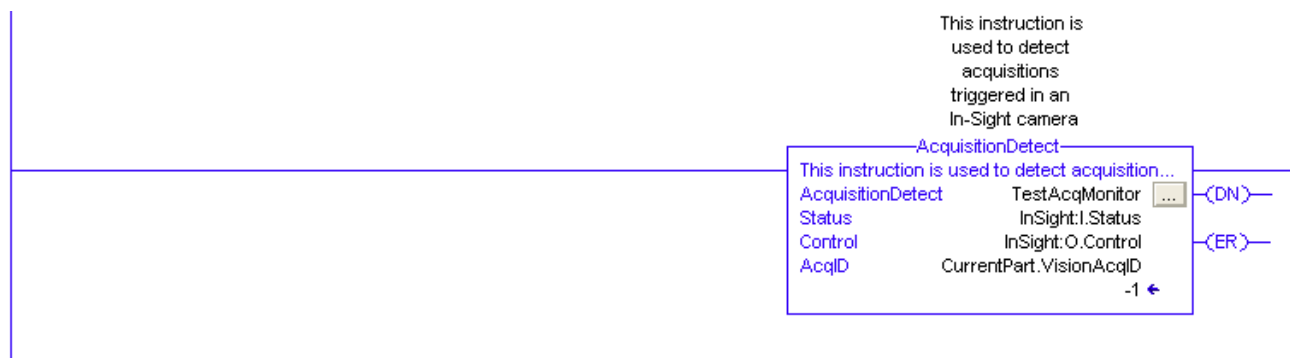 This instruction is
used to detect
acquisitions
triggered in an
In-Sight camera
AcquisitionDetect
This instruction is used to detect acquisition...
AcquisitionDetect TestAcqMonitor ... (DN)
Status InSight:I.Status
Control InSight:O.Control (ER)
AcqID CurrentPart.VisionAcqID
-1